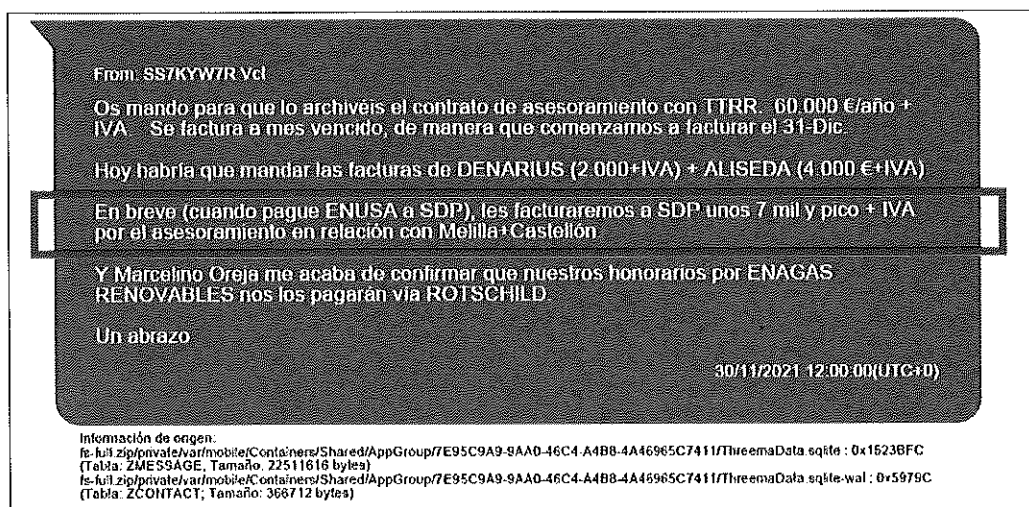 From: SS7KYW7R Vcl
Os mando para que lo archivéis el contrato de asesoramiento con TTRR. 60.000 €/año +
IVA Se factura a mes vencido, de manera que comenzamos a facturar el 31-Dic.
Hoy habría que mandar las facturas de DENARIUS (2.000+IVA) + ALISEDA (4.000 €+IVA)
En breve (cuando pague ENUSA a SDP), les facturaremos a SDP unos 7 mil y pico + IVA
por el asesoramiento en relación con Melilla+Castellón
Y Marcelino Oreja me acaba de confirmar que nuestros honorarios por ENAGAS
RENOVABLES nos los pagarán vía ROTSCHILD.
Un abrazo
30/11/2021 12:00:00(UTC+0)
Información de origen:
fs-full.zip/private/var/mobile/Containers/Shared/AppGroup/7E95C9A9-9AA0-46C4-A4B8-4A46965C7411/ThreemaData.sqlite : 0x1523BFC
(Tabla: ZMESSAGE, Tamaño: 22511616 bytes)
fs-full.zip/private/var/mobile/Containers/Shared/AppGroup/7E95C9A9-9AA0-46C4-A4B8-4A46965C7411/ThreemaData.sqlite-wal : 0x5979C
(Tabla: ZCONTACT; Tamaño: 366712 bytes)